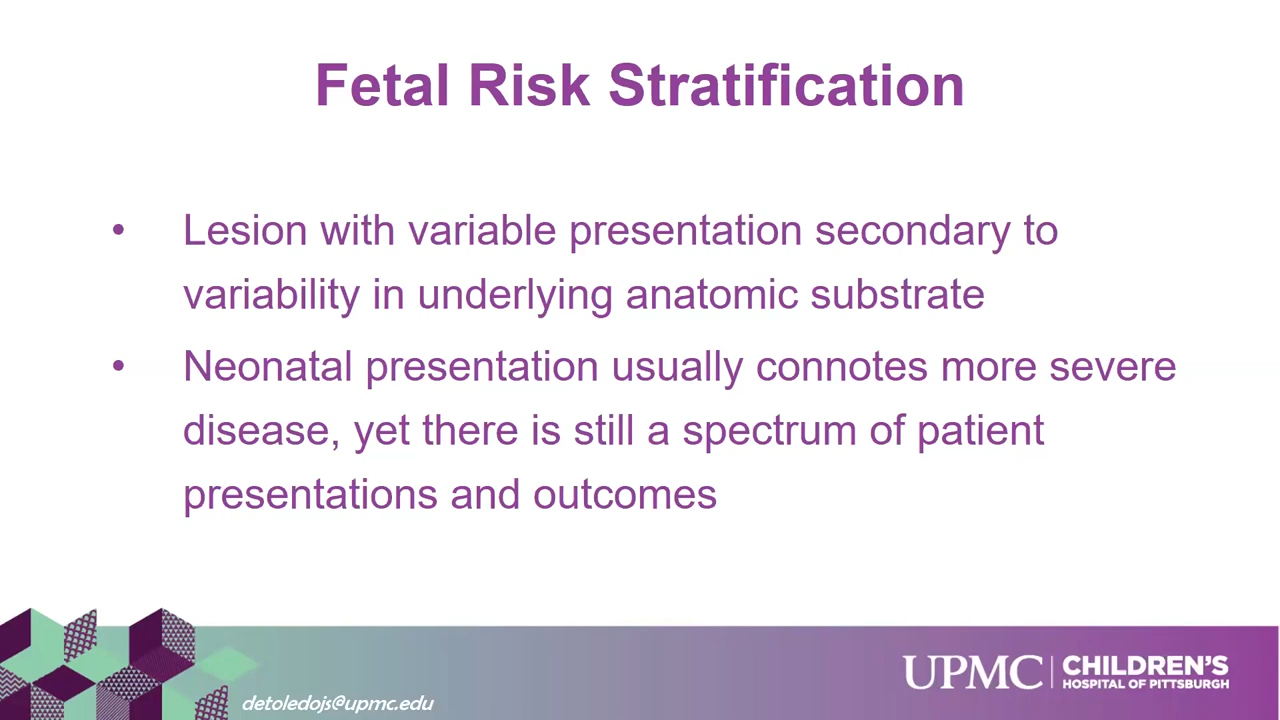 Fetal Risk Stratification
• Lesion with variable presentation secondary to
variability in underlying anatomic substrate
• Neonatal presentation usually connotes more severe
disease, yet there is still a spectrum of patient
presentations and outcomes
detoledojs@upmc.edu
UPMC | CHILDREN'S
HOSPITAL OF PITTSBURGH